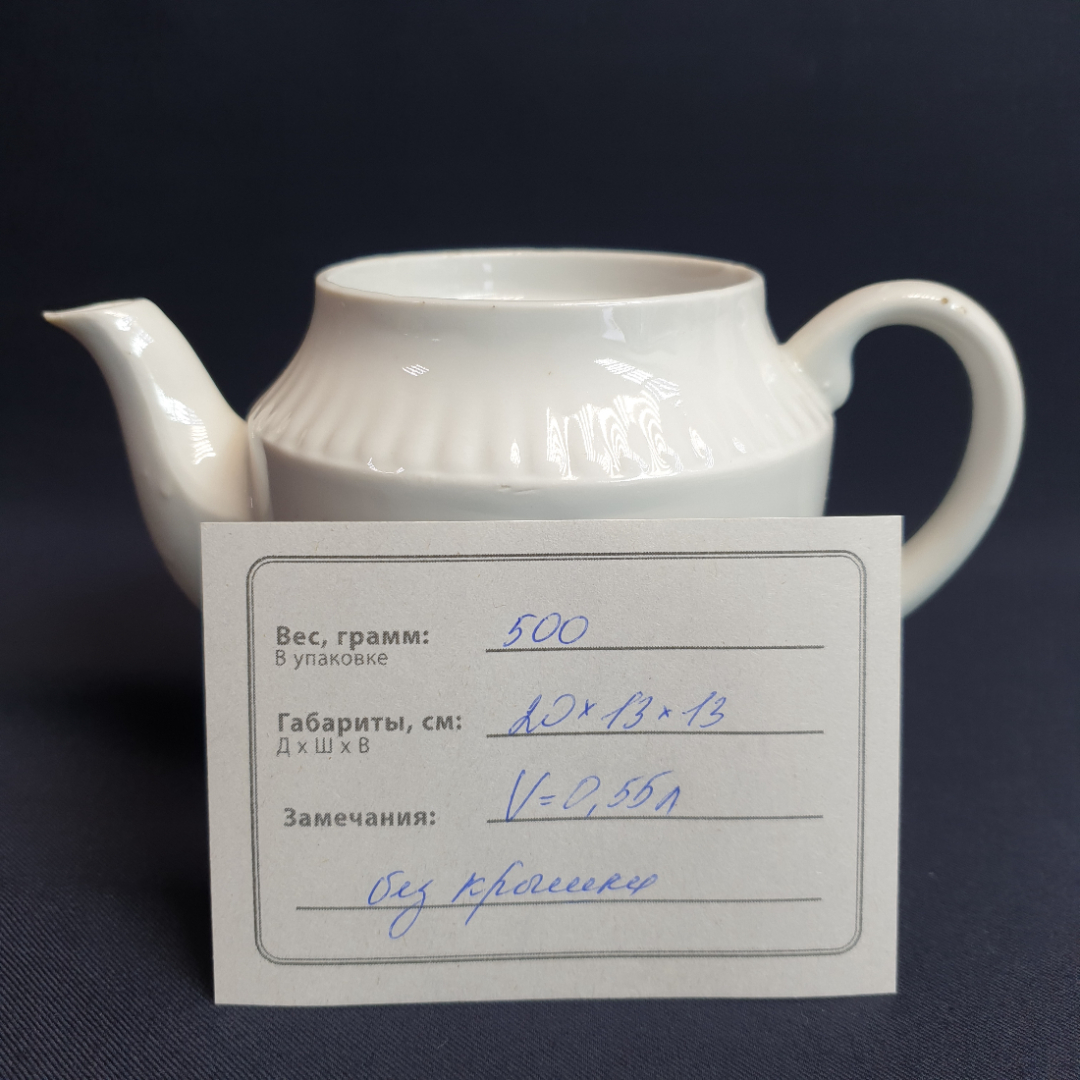 Вес, грамм: 500
В упаковке
Габариты, см: 20 x 13 x 13
Д х Ш х В
Замечания: V=0,55л
без крышки